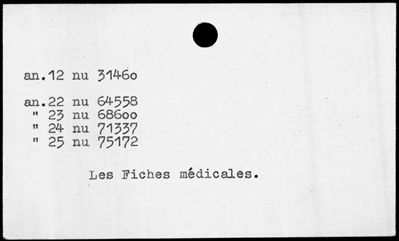 an.12 nu 31460
an.22 nu 64558
" 23 nu 68600
" 24 nu 71337
" 25 nu 75172
Les Fiches médicales.